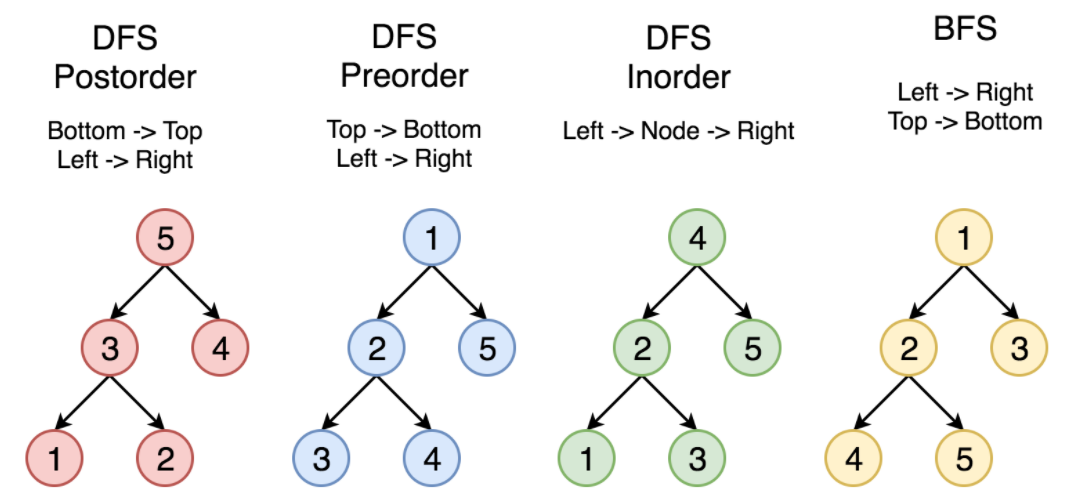 DFS
Postorder
Bottom -> Top
Left -> Right
5
3
4
1
2
DFS
Preorder
Top -> Bottom
Left -> Right
1
2
5
3
4
DFS
Inorder
Left -> Node -> Right
4
2
5
1
3
BFS
Left -> Right
Top -> Bottom
1
2
3
4
5